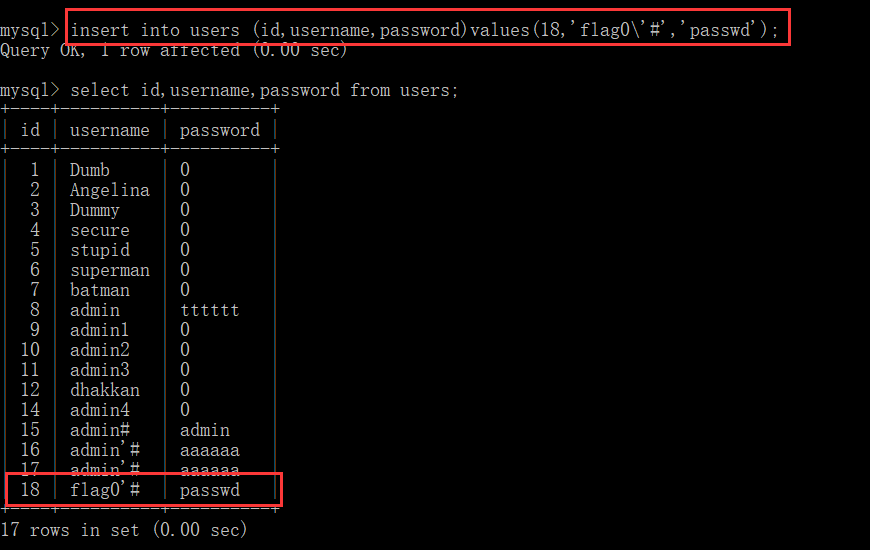 mysql> insert into users (id,username,password)values(18,'flag0\'#','passwd');
Query OK, 1 row affected (0.00 sec)
mysql> select id,username,password from users;
+----+----------+----------+
| id | username | password |
+----+----------+----------+
| 1 | Dumb | 0 |
| 2 | Angelina | 0 |
| 3 | Dummy | 0 |
| 4 | secure | 0 |
| 5 | stupid | 0 |
| 6 | superman | 0 |
| 7 | batman | 0 |
| 8 | admin | tttttt |
| 9 | admin1 | 0 |
| 10 | admin2 | 0 |
| 11 | admin3 | 0 |
| 12 | dhakkan | 0 |
| 14 | admin4 | 0 |
| 15 | admin# | admin |
| 16 | admin'# | aaaaaa |
| 17 | admin'# | aaaaaa |
| 18 | flag0'# | passwd |
+----+----------+----------+
17 rows in set (0.00 sec)